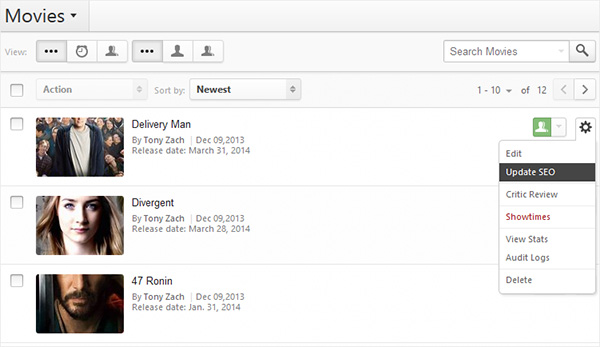 Movies
View:
Search Movies
Action Sort by: Newest 1 - 10 of 12
Delivery Man
By Tony Zach | Dec 09,2013
Release date: March 31, 2014
Edit
Update SEO
Critic Review
Showtimes
View Stats
Audit Logs
Delete
Divergent
By Tony Zach | Dec 09,2013
Release date: March 28, 2014
47 Ronin
By Tony Zach | Dec 09,2013
Release date: Jan. 31, 2014